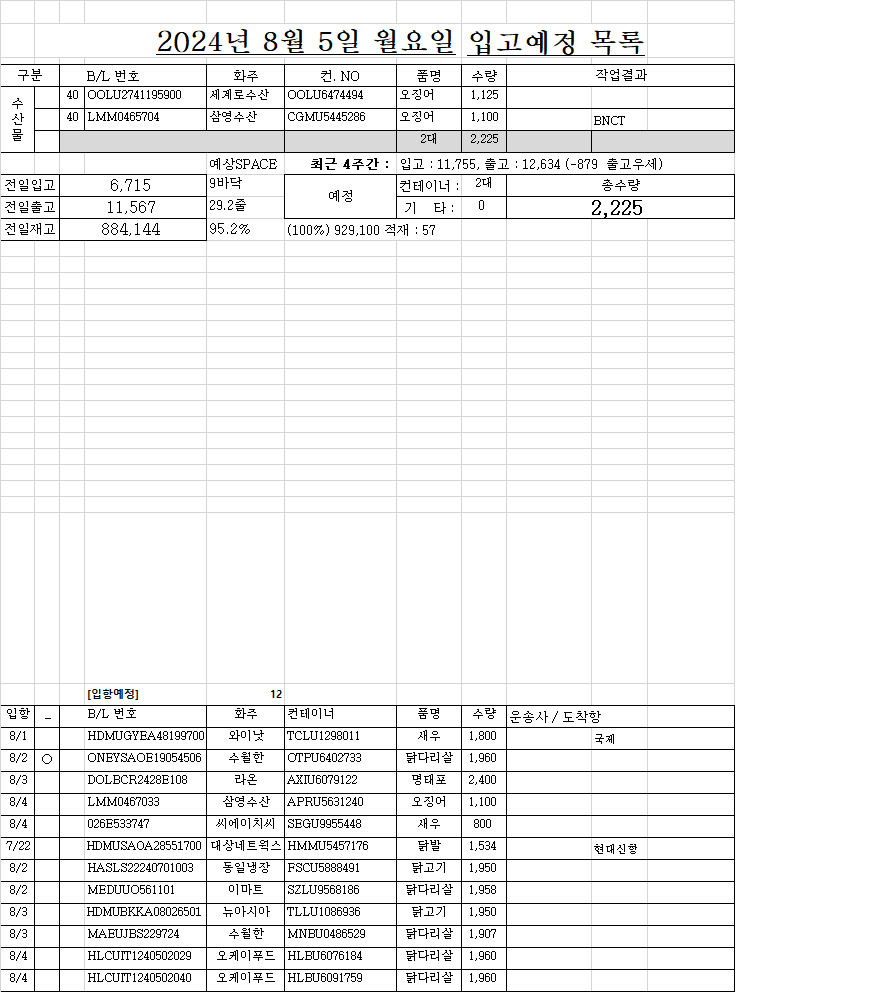 2024년 8월 5일 월요일 입고예정 목록
구분 B/L 번호 화주 컨. NO 품명 수량 작업결과
수산물
40 OOLU2741195900 세계로수산 OOLU6474494 오징어 1,125
40 LMM0465704 삼영수산 CGMU5445286 오징어 1,100 BNCT
2대 2,225
예상SPACE 최근 4주간 : 입고 : 11,755, 출고 : 12,634 (-879 출고우세)
전일입고 6,715 9바닥 예정 컨테이너 : 2대 총수량
전일출고 11,567 29.2줄 기 타 : 0 2,225
전일재고 884,144 95.2% (100%) 929,100 적재 : 57
[입항예정] 12
입항 _ B/L 번호 화주 컨테이너 품명 수량 운송사 / 도착항
8/1 HDMUGYEA48199700 와이낫 TCLU1298011 새우 1,800 국제
8/2 ○ ONEYSAOE19054506 수월한 OTPU6402733 닭다리살 1,960
8/3 DOLBCR2428E108 라온 AXIU6079122 명태포 2,400
8/4 LMM0467033 삼영수산 APRU5631240 오징어 1,100
8/4 026E533747 씨에이치씨 SEGU9955448 새우 800
7/22 HDMUSAOA28551700 대상네트웍스 HMMU5457176 닭발 1,534 현대신항
8/2 HASLS22240701003 동일냉장 FSCU5888491 닭고기 1,950
8/2 MEDUUO561101 이마트 SZLU9568186 닭다리살 1,958
8/3 HDMUBKKA08026501 뉴아시아 TLLU1086936 닭고기 1,950
8/3 MAEUJBS229724 수월한 MNBU0486529 닭다리살 1,907
8/4 HLCUIT1240502029 오케이푸드 HLBU6076184 닭다리살 1,960
8/4 HLCUIT1240502040 오케이푸드 HLBU6091759 닭다리살 1,960